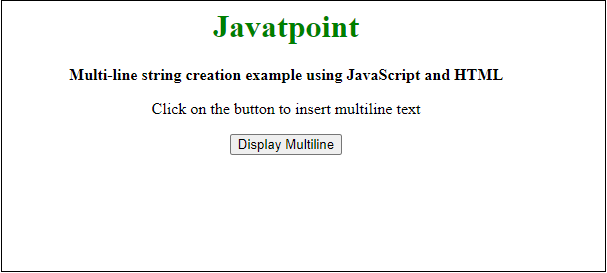 Javatpoint
Multi-line string creation example using JavaScript and HTML
Click on the button to insert multiline text
Display Multiline